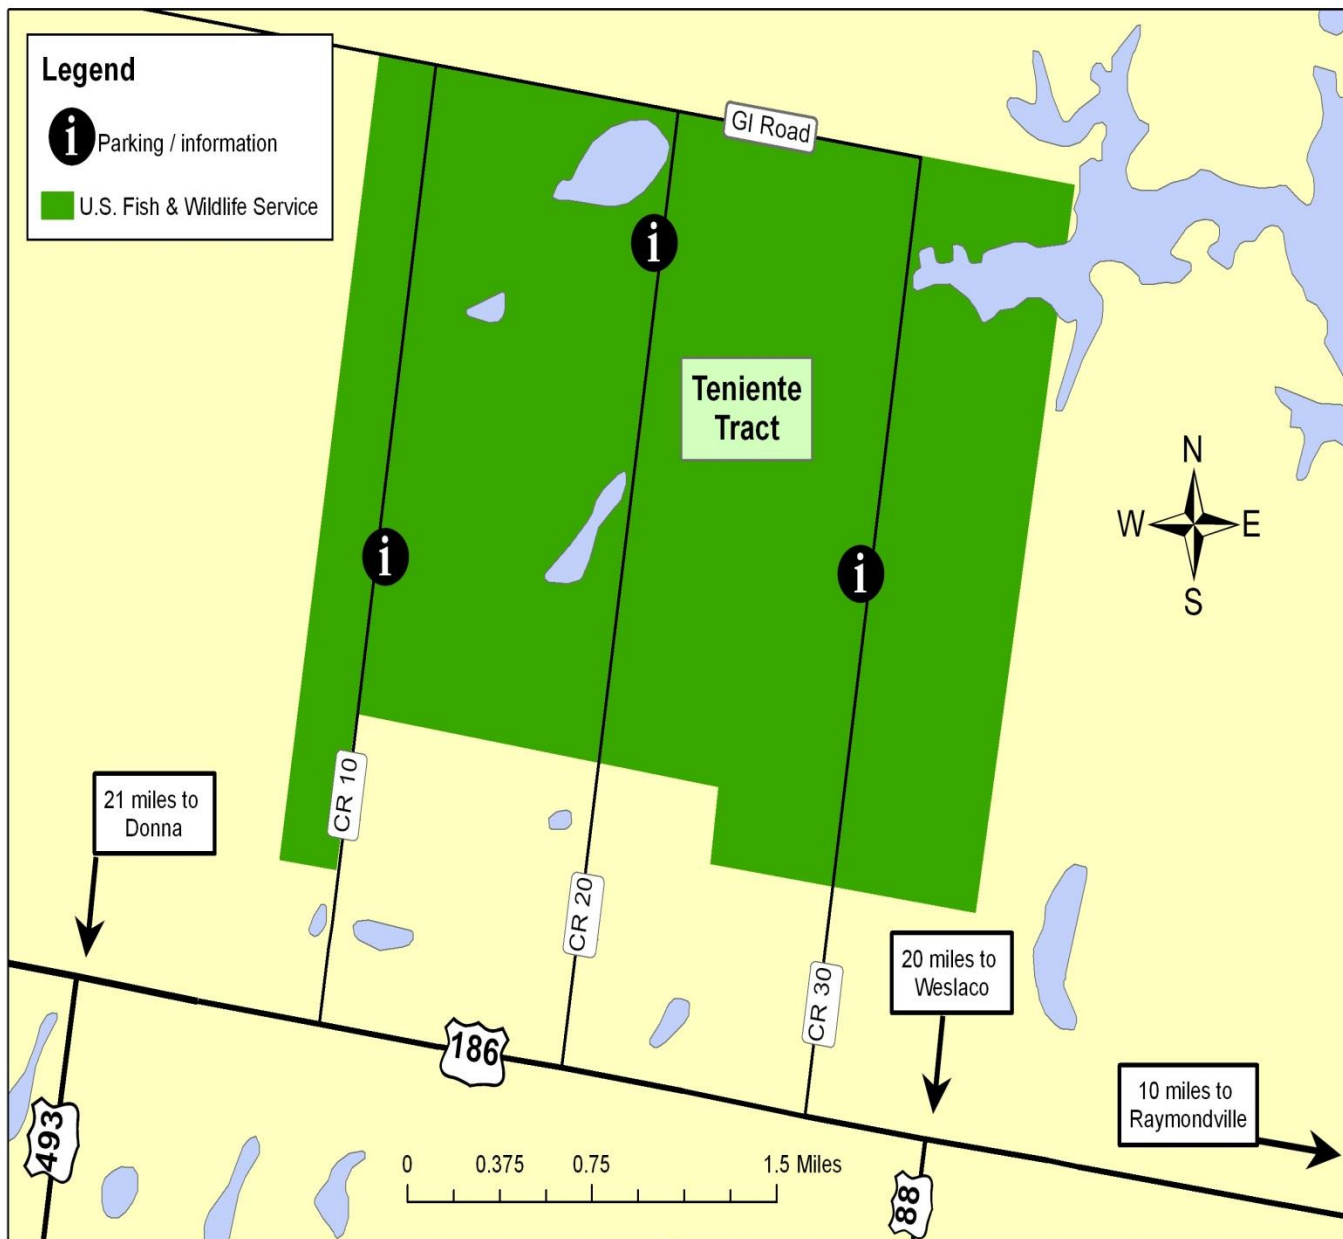 Legend
i Parking / information
U.S. Fish & Wildlife Service
GI Road
i
Teniente
Tract
N
W E
S
i
i
CR 10
21 miles to
Donna
CR 20
20 miles to
Weslaco
CR 30
186
10 miles to
Raymondville
493
0 0.375 0.75 1.5 Miles
88